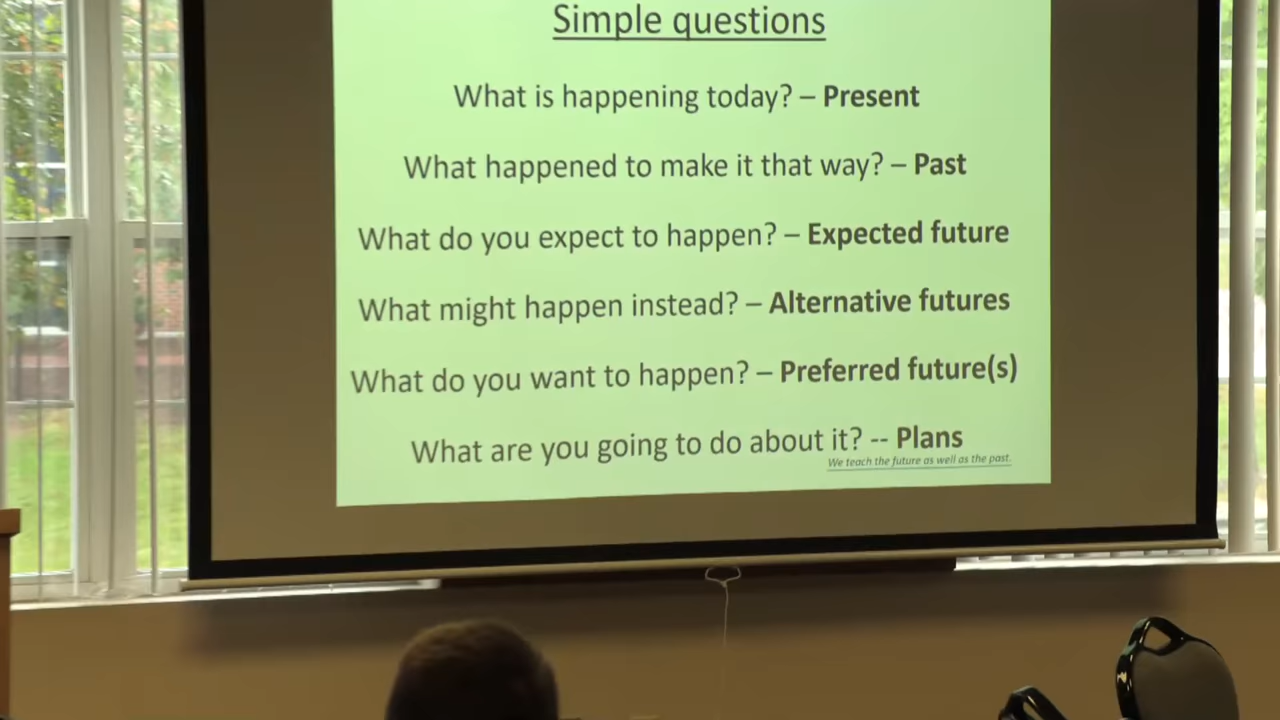 Simple questions
What is happening today? – Present
What happened to make it that way? – Past
What do you expect to happen? – Expected future
What might happen instead? – Alternative futures
What do you want to happen? – Preferred future(s)
What are you going to do about it? -- Plans
We teach the future as well as the past.